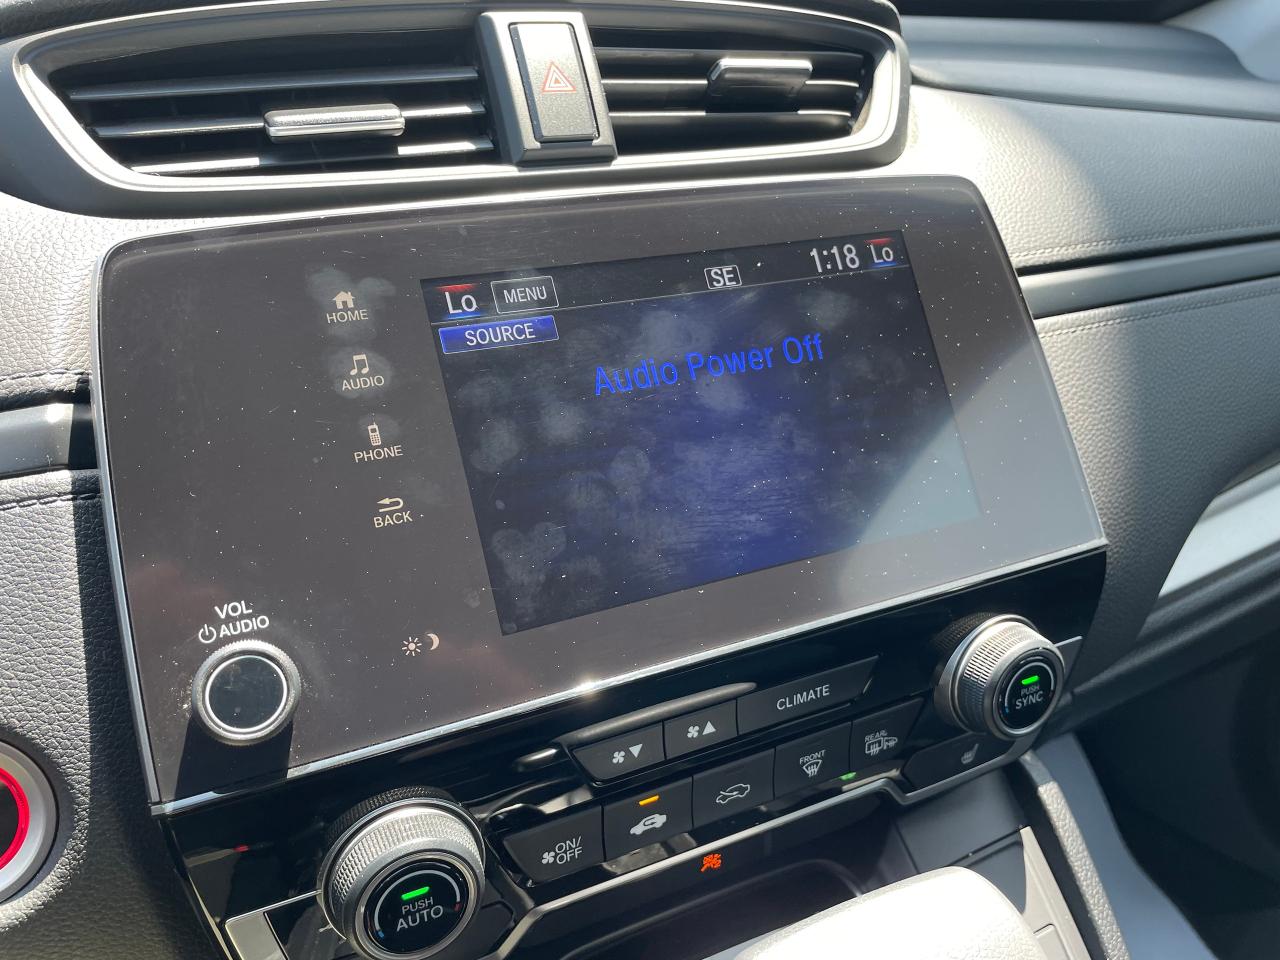 Lo
MENU
SE
1:18
Lo
SOURCE
Audio Power Off
HOME
AUDIO
PHONE
BACK
VOL
AUDIO
CLIMATE
PUSH
SYNC
FRONT
REAR
ON/
OFF
PUSH
AUTO